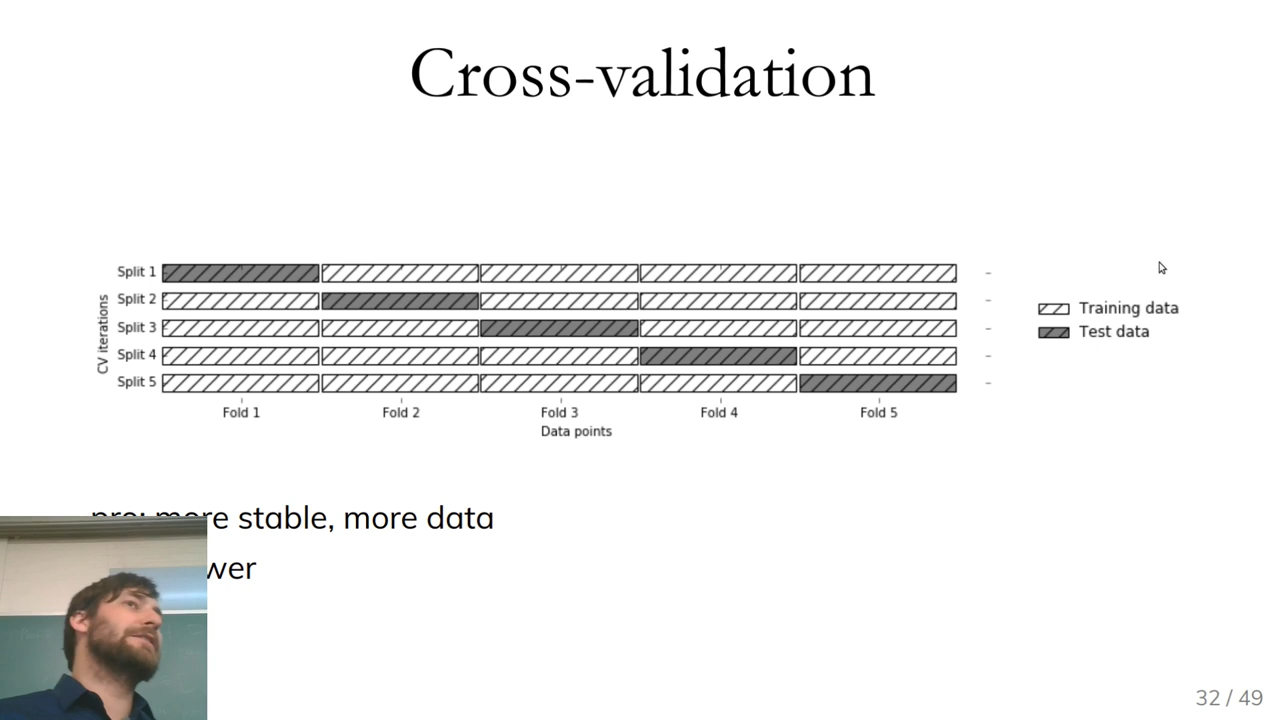 Cross-validation
Split 1
Split 2
Split 3
Split 4
Split 5
CV iterations
Fold 1 Fold 2 Fold 3 Fold 4 Fold 5
Data points
Training data
Test data
pro: more stable, more data
32 / 49